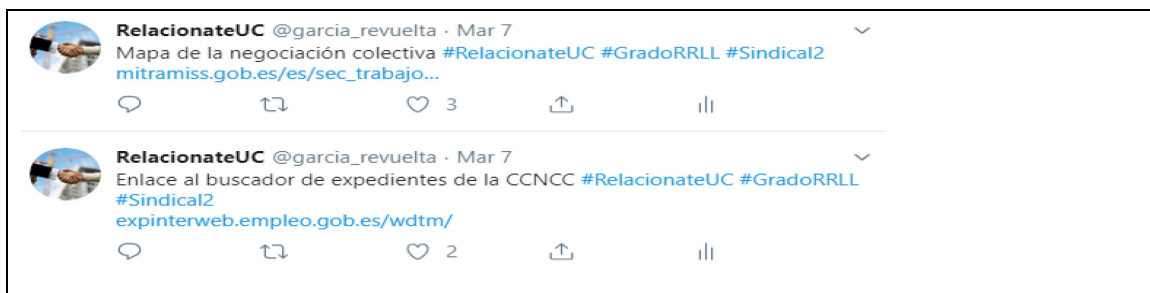 RelacionateUC @garcia_revuelta · Mar 7
Mapa de la negociación colectiva #RelacionateUC #GradoRRLL #Sindical2
mitramiss.gob.es/es/sec_trabajo...
3
RelacionateUC @garcia_revuelta · Mar 7
Enlace al buscador de expedientes de la CCNCC #RelacionateUC #GradoRRLL
#Sindical2
expinterweb.empleo.gob.es/wdtm/
2